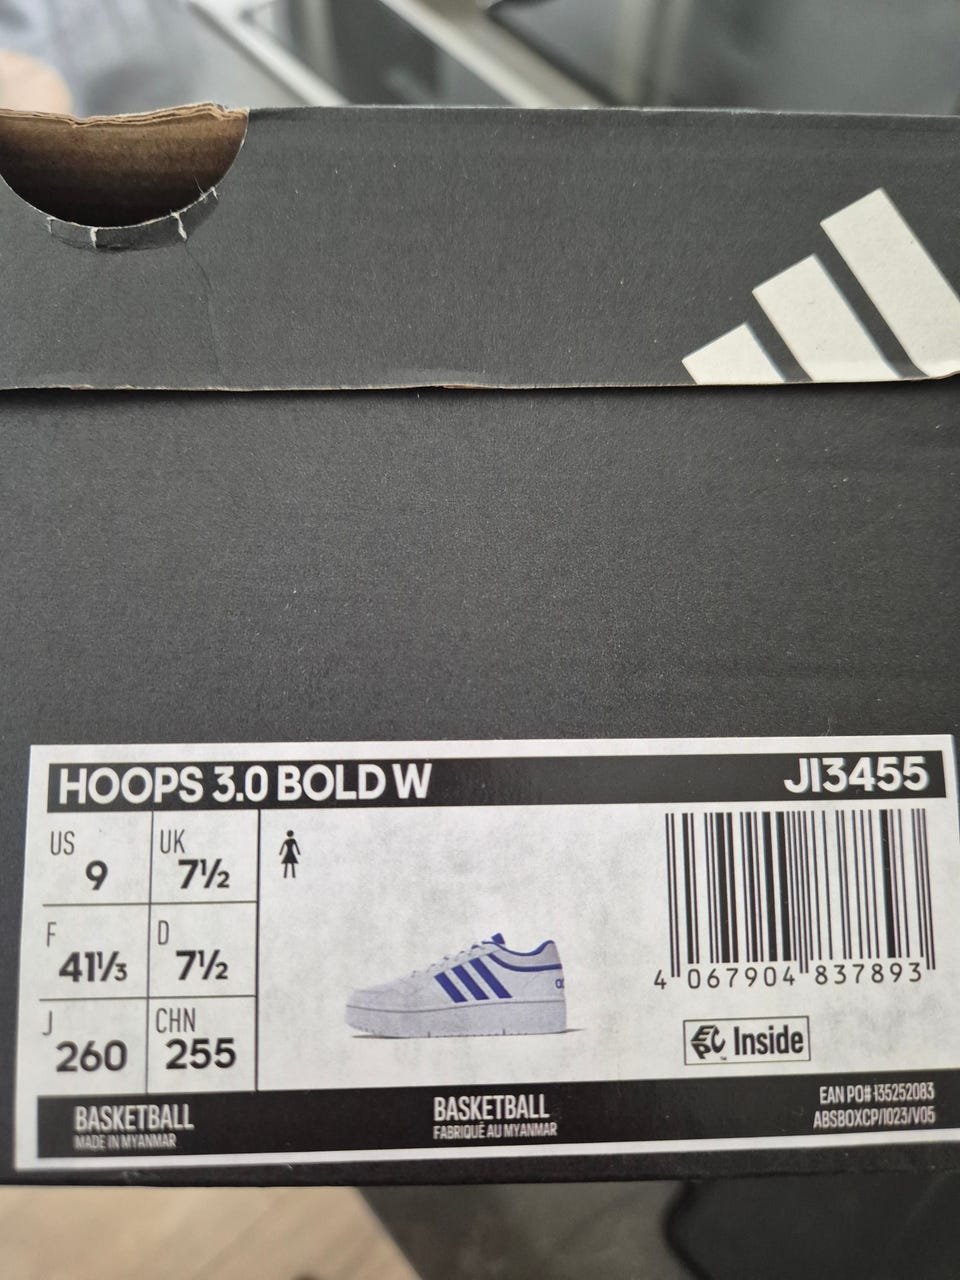 HOOPS 3.0 BOLD W JI3455
US UK
9 7½
F D
41⅓ 7½
J CHN
260 255
4 067904 837893
EPC Inside
BASKETBALL
MADE IN MYANMAR
BASKETBALL
FABRIQUÉ AU MYANMAR
EAN PO# 135252083
ABSBOXCP/1023/V05